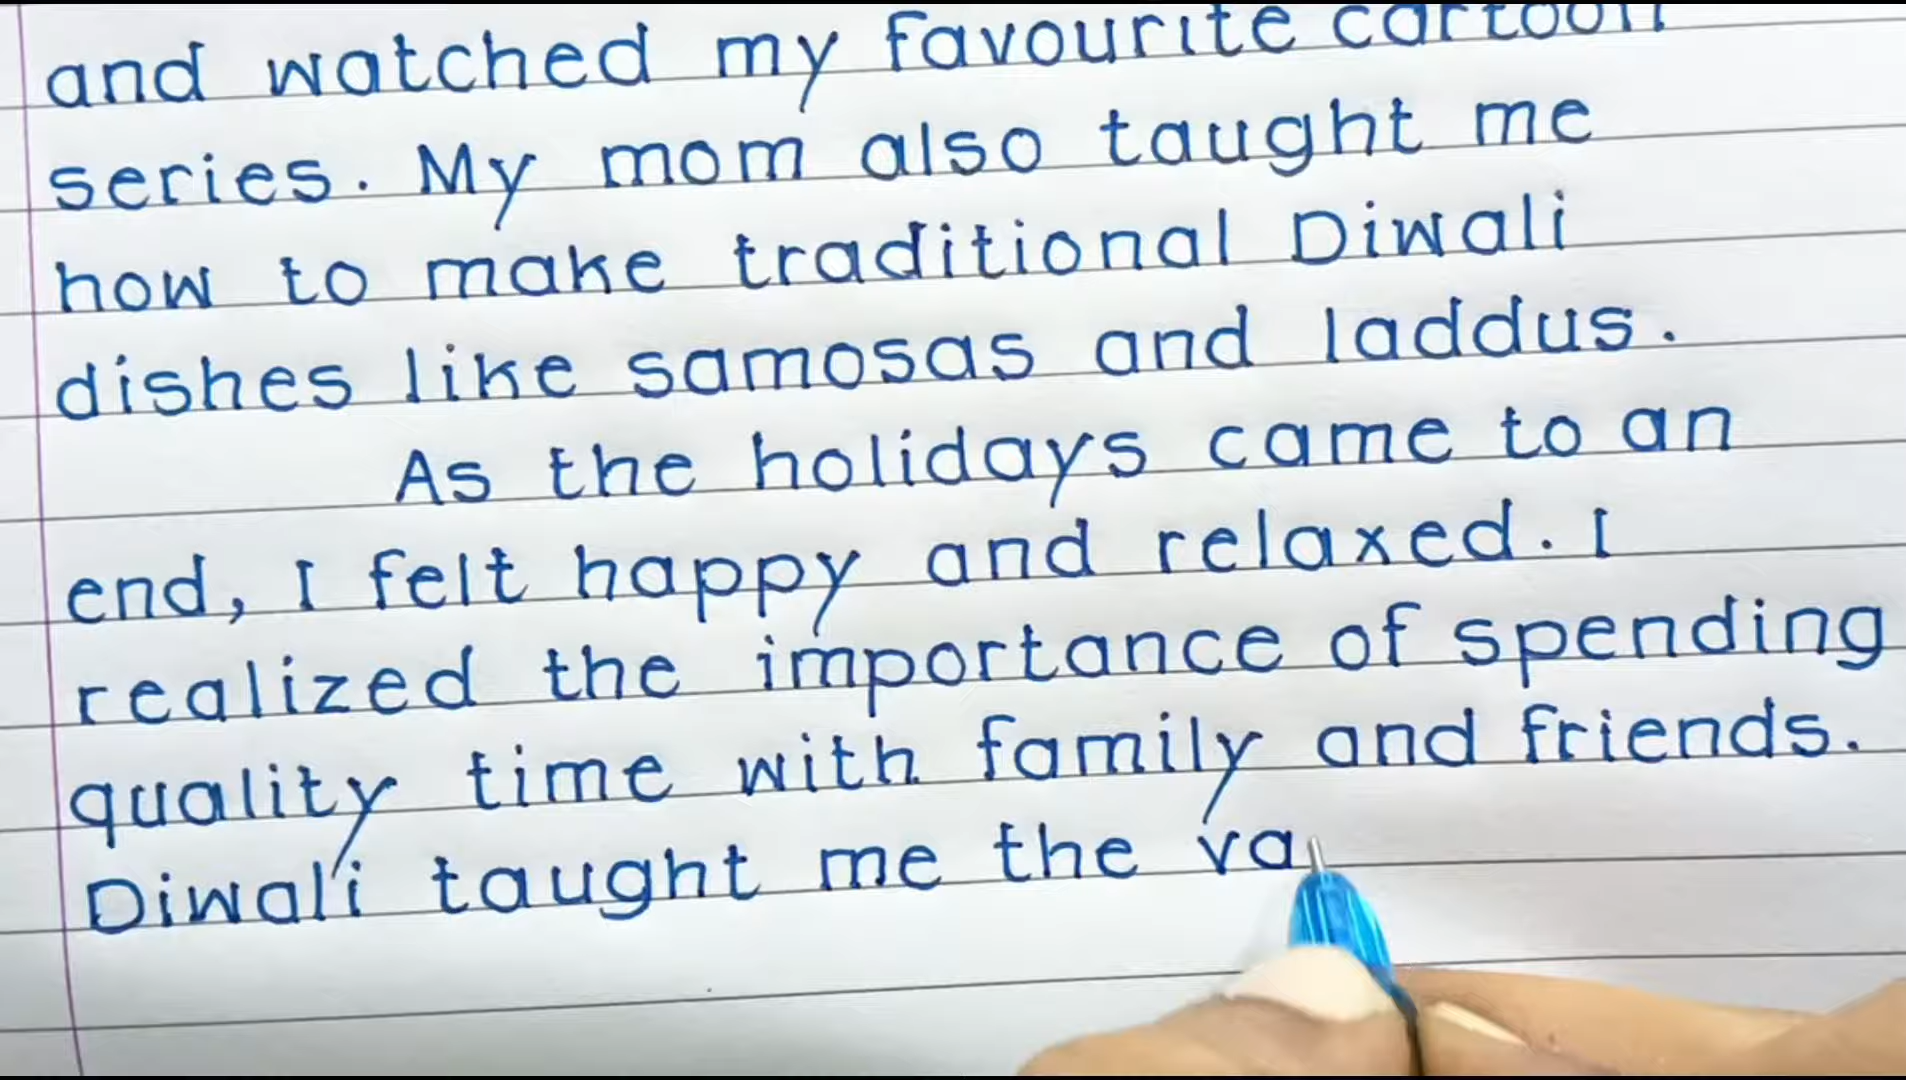 and watched my favourite cartoon
series. My mom also taught me
how to make traditional Diwali
dishes like samosas and laddus.
As the holidays came to an
end, I felt happy and relaxed. I
realized the importance of spending
quality time with family and friends.
Diwali taught me the va